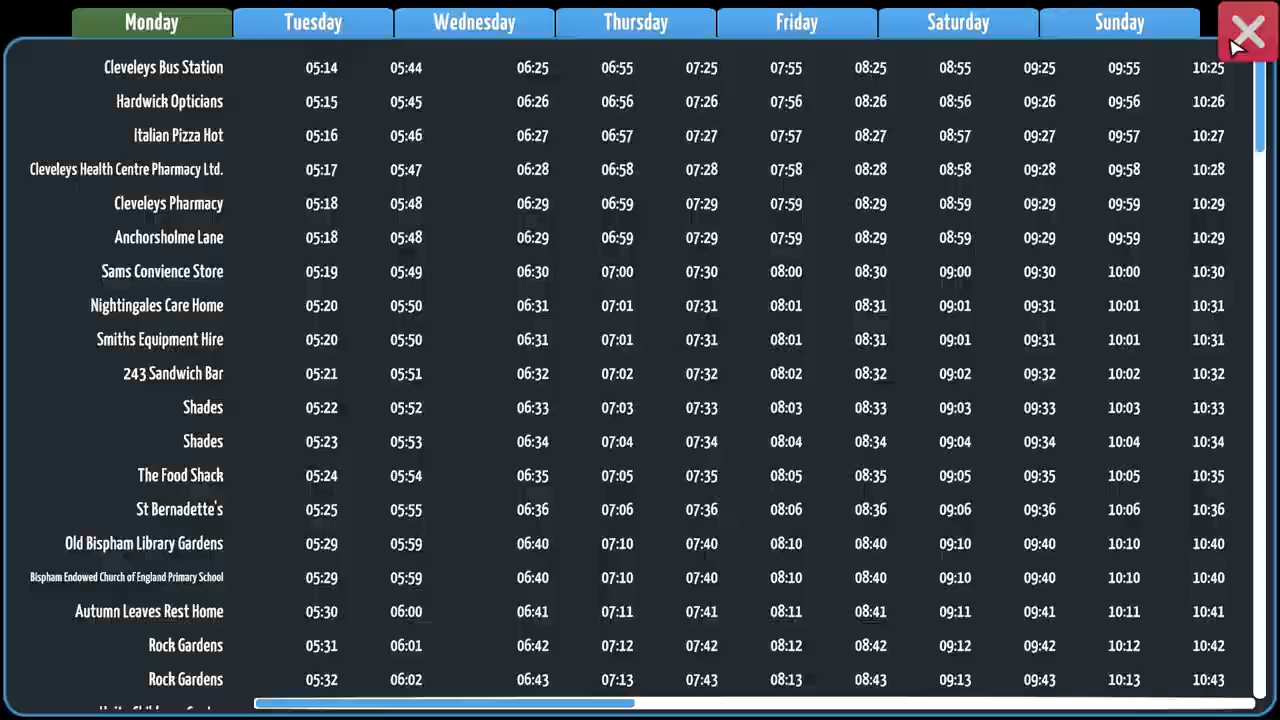 Monday Tuesday Wednesday Thursday Friday Saturday Sunday
Cleveleys Bus Station 05:14 05:44 06:25 06:55 07:25 07:55 08:25 08:55 09:25 09:55 10:25
Hardwick Opticians 05:15 05:45 06:26 06:56 07:26 07:56 08:26 08:56 09:26 09:56 10:26
Italian Pizza Hot 05:16 05:46 06:27 06:57 07:27 07:57 08:27 08:57 09:27 09:57 10:27
Cleveleys Health Centre Pharmacy Ltd. 05:17 05:47 06:28 06:58 07:28 07:58 08:28 08:58 09:28 09:58 10:28
Cleveleys Pharmacy 05:18 05:48 06:29 06:59 07:29 07:59 08:29 08:59 09:29 09:59 10:29
Anchorsholme Lane 05:18 05:48 06:29 06:59 07:29 07:59 08:29 08:59 09:29 09:59 10:29
Sams Convience Store 05:19 05:49 06:30 07:00 07:30 08:00 08:30 09:00 09:30 10:00 10:30
Nightingales Care Home 05:20 05:50 06:31 07:01 07:31 08:01 08:31 09:01 09:31 10:01 10:31
Smiths Equipment Hire 05:20 05:50 06:31 07:01 07:31 08:01 08:31 09:01 09:31 10:01 10:31
243 Sandwich Bar 05:21 05:51 06:32 07:02 07:32 08:02 08:32 09:02 09:32 10:02 10:32
Shades 05:22 05:52 06:33 07:03 07:33 08:03 08:33 09:03 09:33 10:03 10:33
Shades 05:23 05:53 06:34 07:04 07:34 08:04 08:34 09:04 09:34 10:04 10:34
The Food Shack 05:24 05:54 06:35 07:05 07:35 08:05 08:35 09:05 09:35 10:05 10:35
St Bernadette's 05:25 05:55 06:36 07:06 07:36 08:06 08:36 09:06 09:36 10:06 10:36
Old Bispham Library Gardens 05:29 05:59 06:40 07:10 07:40 08:10 08:40 09:10 09:40 10:10 10:40
Bispham Endowed Church of England Primary School 05:29 05:59 06:40 07:10 07:40 08:10 08:40 09:10 09:40 10:10 10:40
Autumn Leaves Rest Home 05:30 06:00 06:41 07:11 07:41 08:11 08:41 09:11 09:41 10:11 10:41
Rock Gardens 05:31 06:01 06:42 07:12 07:42 08:12 08:42 09:12 09:42 10:12 10:42
Rock Gardens 05:32 06:02 06:43 07:13 07:43 08:13 08:43 09:13 09:43 10:13 10:43